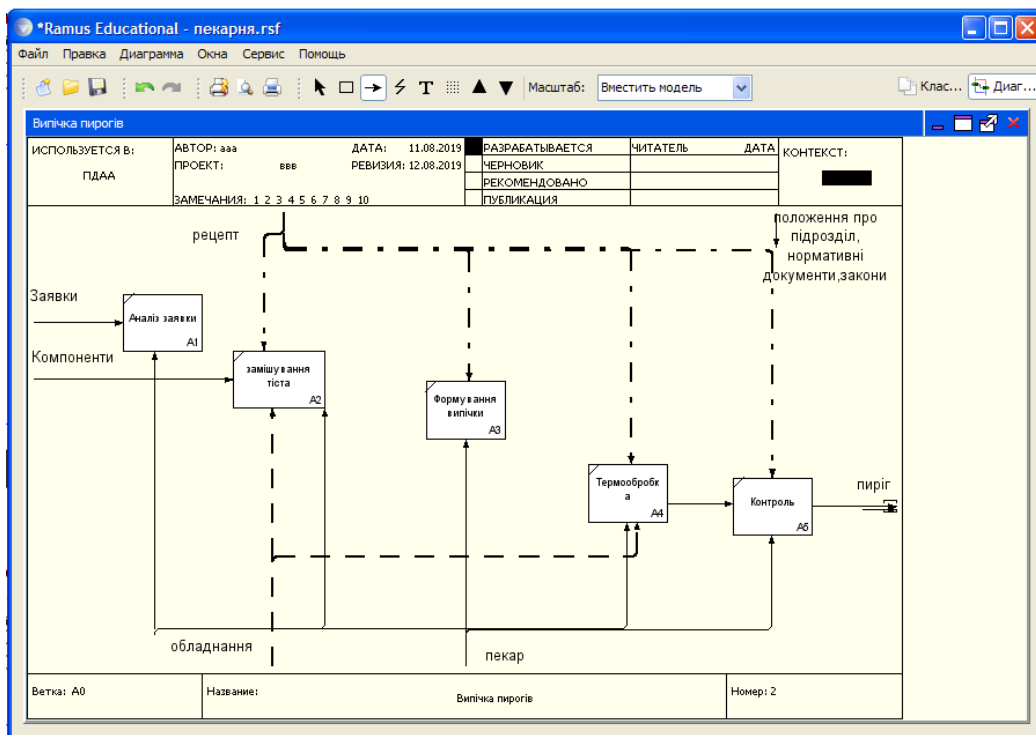 *Ramus Educational - пекарня.rsf
Файл Правка Диаграмма Окна Сервис Помощь
T Масштаб: Вместить модель Клас... Диаг...
Випічка пирогів
ИСПОЛЬЗУЕТСЯ В:
ПДАА
АВТОР: ааа ДАТА: 11.08.2019
ПРОЕКТ: ввв РЕВИЗИЯ: 12.08.2019
ЗАМЕЧАНИЯ: 1 2 3 4 5 6 7 8 9 10
РАЗРАБАТЫВАЕТСЯ
ЧЕРНОВИК
РЕКОМЕНДОВАНО
ПУБЛИКАЦИЯ
ЧИТАТЕЛЬ ДАТА
КОНТЕКСТ:
рецепт
положення про
підрозділ,
нормативні
документи,закони
Заявки
Аналіз заявки
A1
Компоненти
замішування
тіста
A2
Формування
випічки
A3
Термообробк
а
A4
Контроль
A5
пиріг
обладнання
пекар
Ветка: A0
Название:
Випічка пирогів
Номер: 2